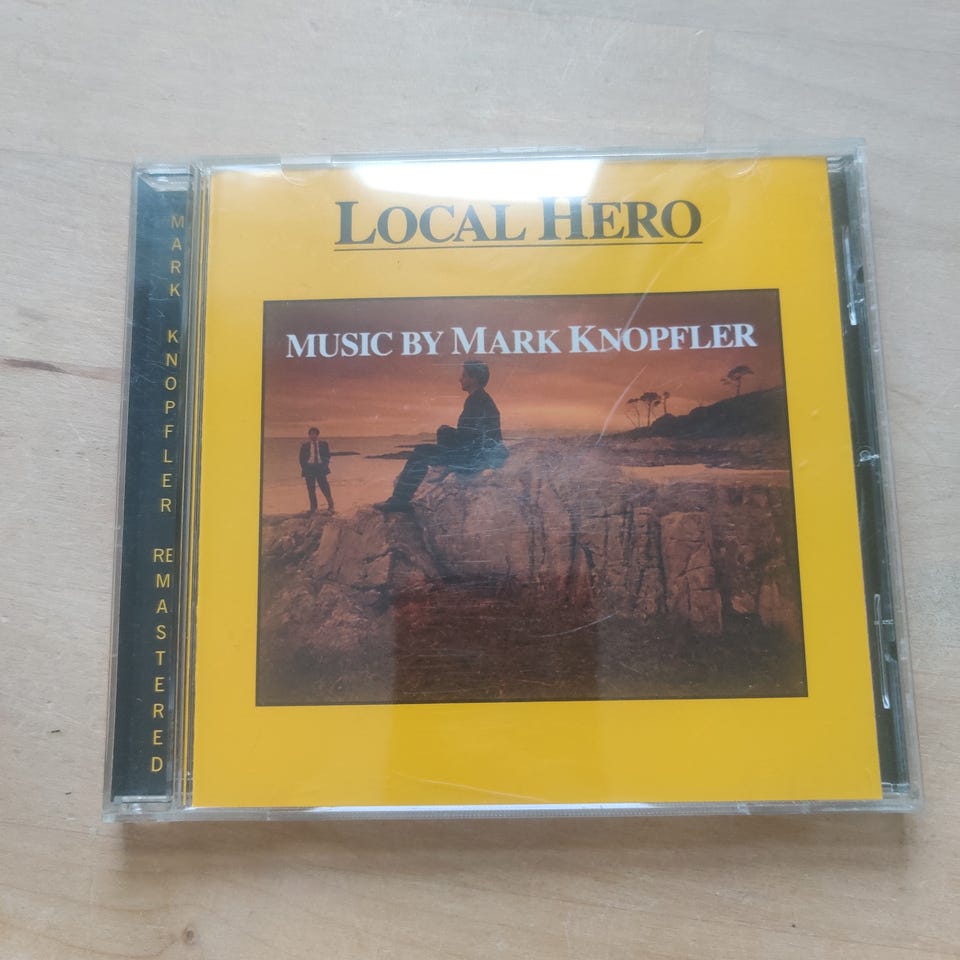 LOCAL HERO
MUSIC BY MARK KNOPFLER
MARK KNOPFLER REMASTERED